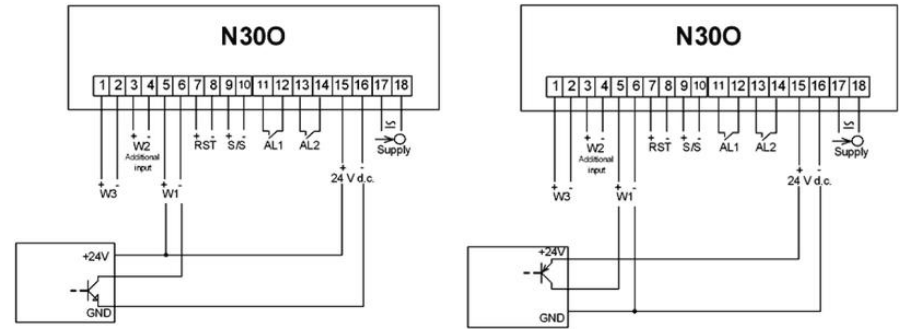 N30O
1 2 3 4 5 6 7 8 9 10 11 12 13 14 15 16 17 18
+ - + - + - + -
W2 RST S/S AL1 AL2 Supply
Additional
input
+ -
24 V d.c.
+ - + -
W3 W1
+24V
GND
N30O
1 2 3 4 5 6 7 8 9 10 11 12 13 14 15 16 17 18
+ - + - + - + -
W2 RST S/S AL1 AL2 Supply
Additional
input
+ -
24 V d.c.
+ - + -
W3 W1
+24V
GND